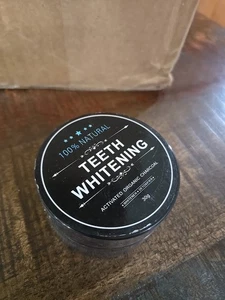 100% NATURAL
TEETH
WHITENING
ACTIVATED ORGANIC CHARCOAL
30g